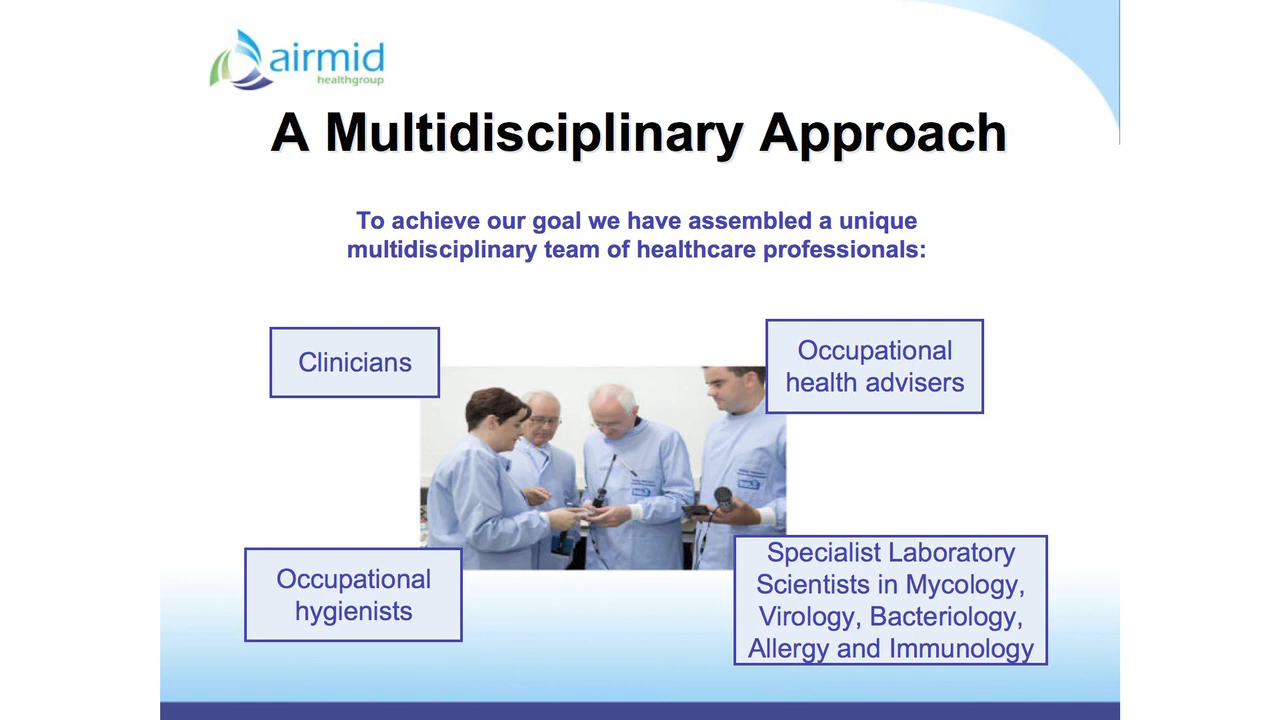 airmid
healthgroup
A Multidisciplinary Approach
To achieve our goal we have assembled a unique
multidisciplinary team of healthcare professionals:
Clinicians
Occupational
health advisers
Occupational
hygienists
Specialist Laboratory
Scientists in Mycology,
Virology, Bacteriology,
Allergy and Immunology